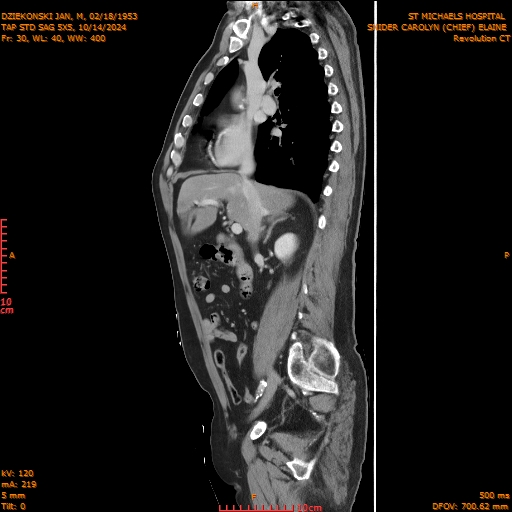 DZIEKONSKI JAN, M, 02/18/1953
TAP STD SAG 5X5, 10/14/2024
Fr: 30, WL: 40, WW: 400
ST MICHAELS HOSPITAL
SNIDER CAROLYN (CHIEF) ELAINE
Revolution CT
A
P
10
cm
kV: 120
mA: 219
5 mm
Tilt: 0
F
10cm
500 ms
DFOV: 700.62 mm